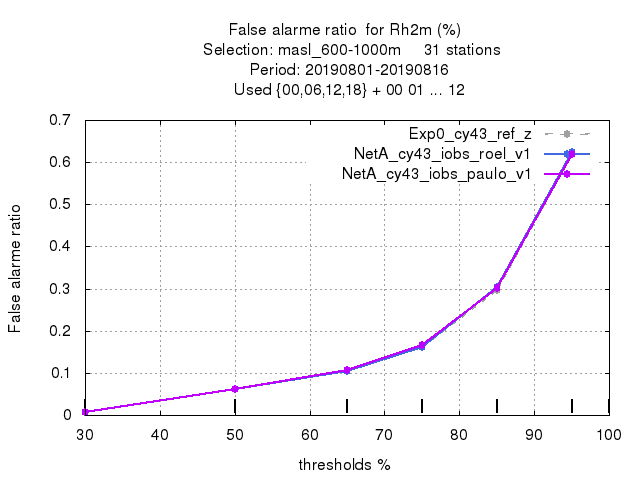 False alarme ratio  for Rh2m (%)
Selection: masl_600-1000m     31 stations
Period: 20190801-20190816
Used {00,06,12,18} + 00 01 ... 12
0.7
Exp0_cy43_ref_z
NetA_cy43_iobs_roel_v1
NetA_cy43_iobs_paulo_v1
0.6
0.5
0.4
0.3
0.2
0.1
0
False alarme ratio
30 40 50 60 70 80 90 100
thresholds %